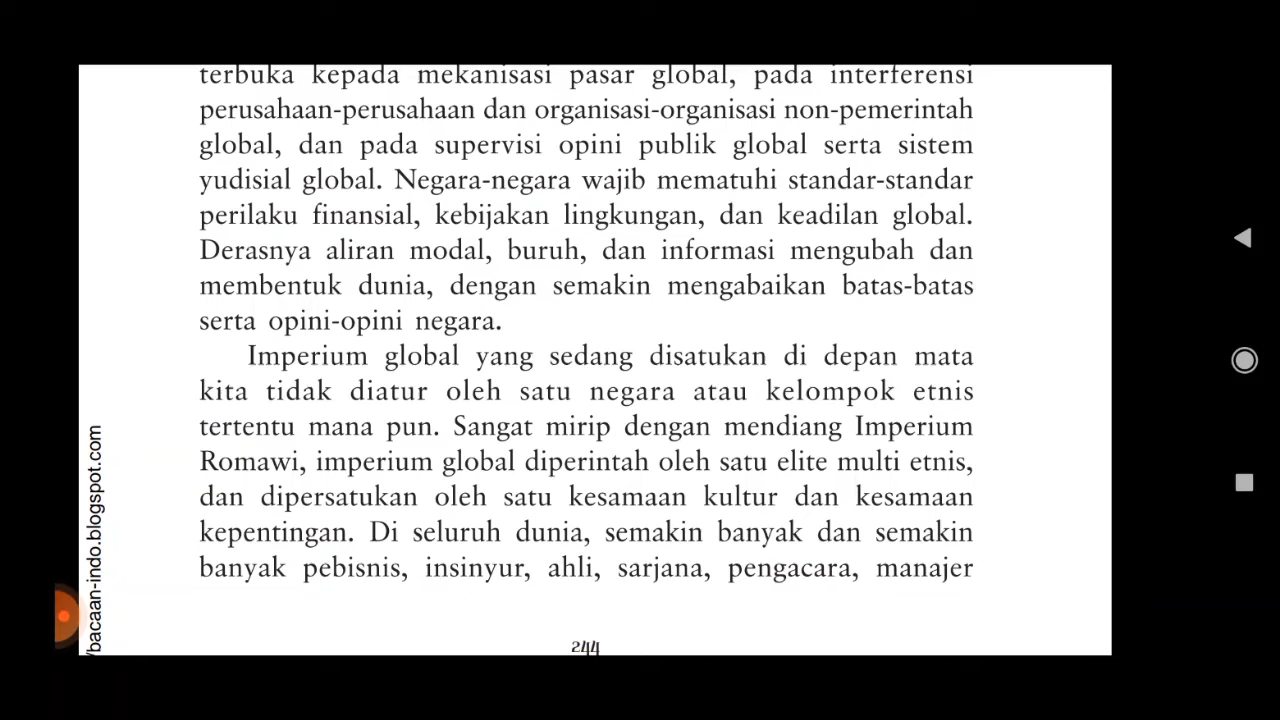 terbuka kepada mekanisasi pasar global, pada interferensi
perusahaan-perusahaan dan organisasi-organisasi non-pemerintah
global, dan pada supervisi opini publik global serta sistem
yudisial global. Negara-negara wajib mematuhi standar-standar
perilaku finansial, kebijakan lingkungan, dan keadilan global.
Derasnya aliran modal, buruh, dan informasi mengubah dan
membentuk dunia, dengan semakin mengabaikan batas-batas
serta opini-opini negara.
Imperium global yang sedang disatukan di depan mata
kita tidak diatur oleh satu negara atau kelompok etnis
tertentu mana pun. Sangat mirip dengan mendiang Imperium
Romawi, imperium global diperintah oleh satu elite multi etnis,
dan dipersatukan oleh satu kesamaan kultur dan kesamaan
kepentingan. Di seluruh dunia, semakin banyak dan semakin
banyak pebisnis, insinyur, ahli, sarjana, pengacara, manajer
244
/bacaan-indo.blogspot.com